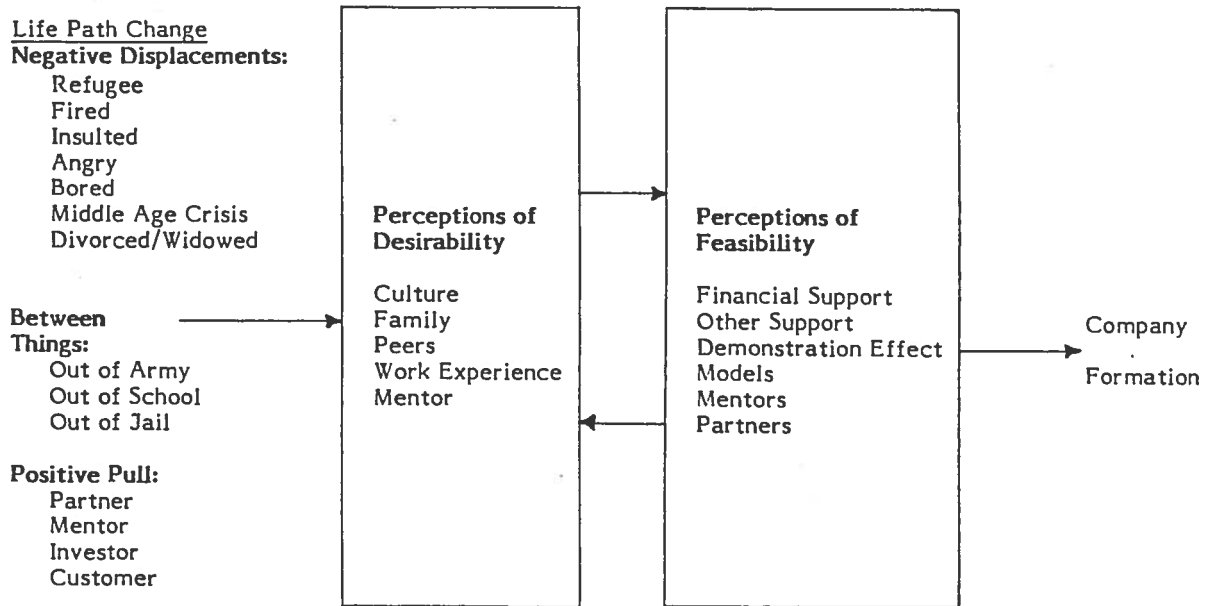 Life Path Change
Negative Displacements:
Refugee
Fired
Insulted
Angry
Bored
Middle Age Crisis
Divorced/Widowed
Between
Things:
Out of Army
Out of School
Out of Jail
Positive Pull:
Partner
Mentor
Investor
Customer
Perceptions of
Desirability
Culture
Family
Peers
Work Experience
Mentor
Perceptions of
Feasibility
Financial Support
Other Support
Demonstration Effect
Models
Mentors
Partners
Company
Formation